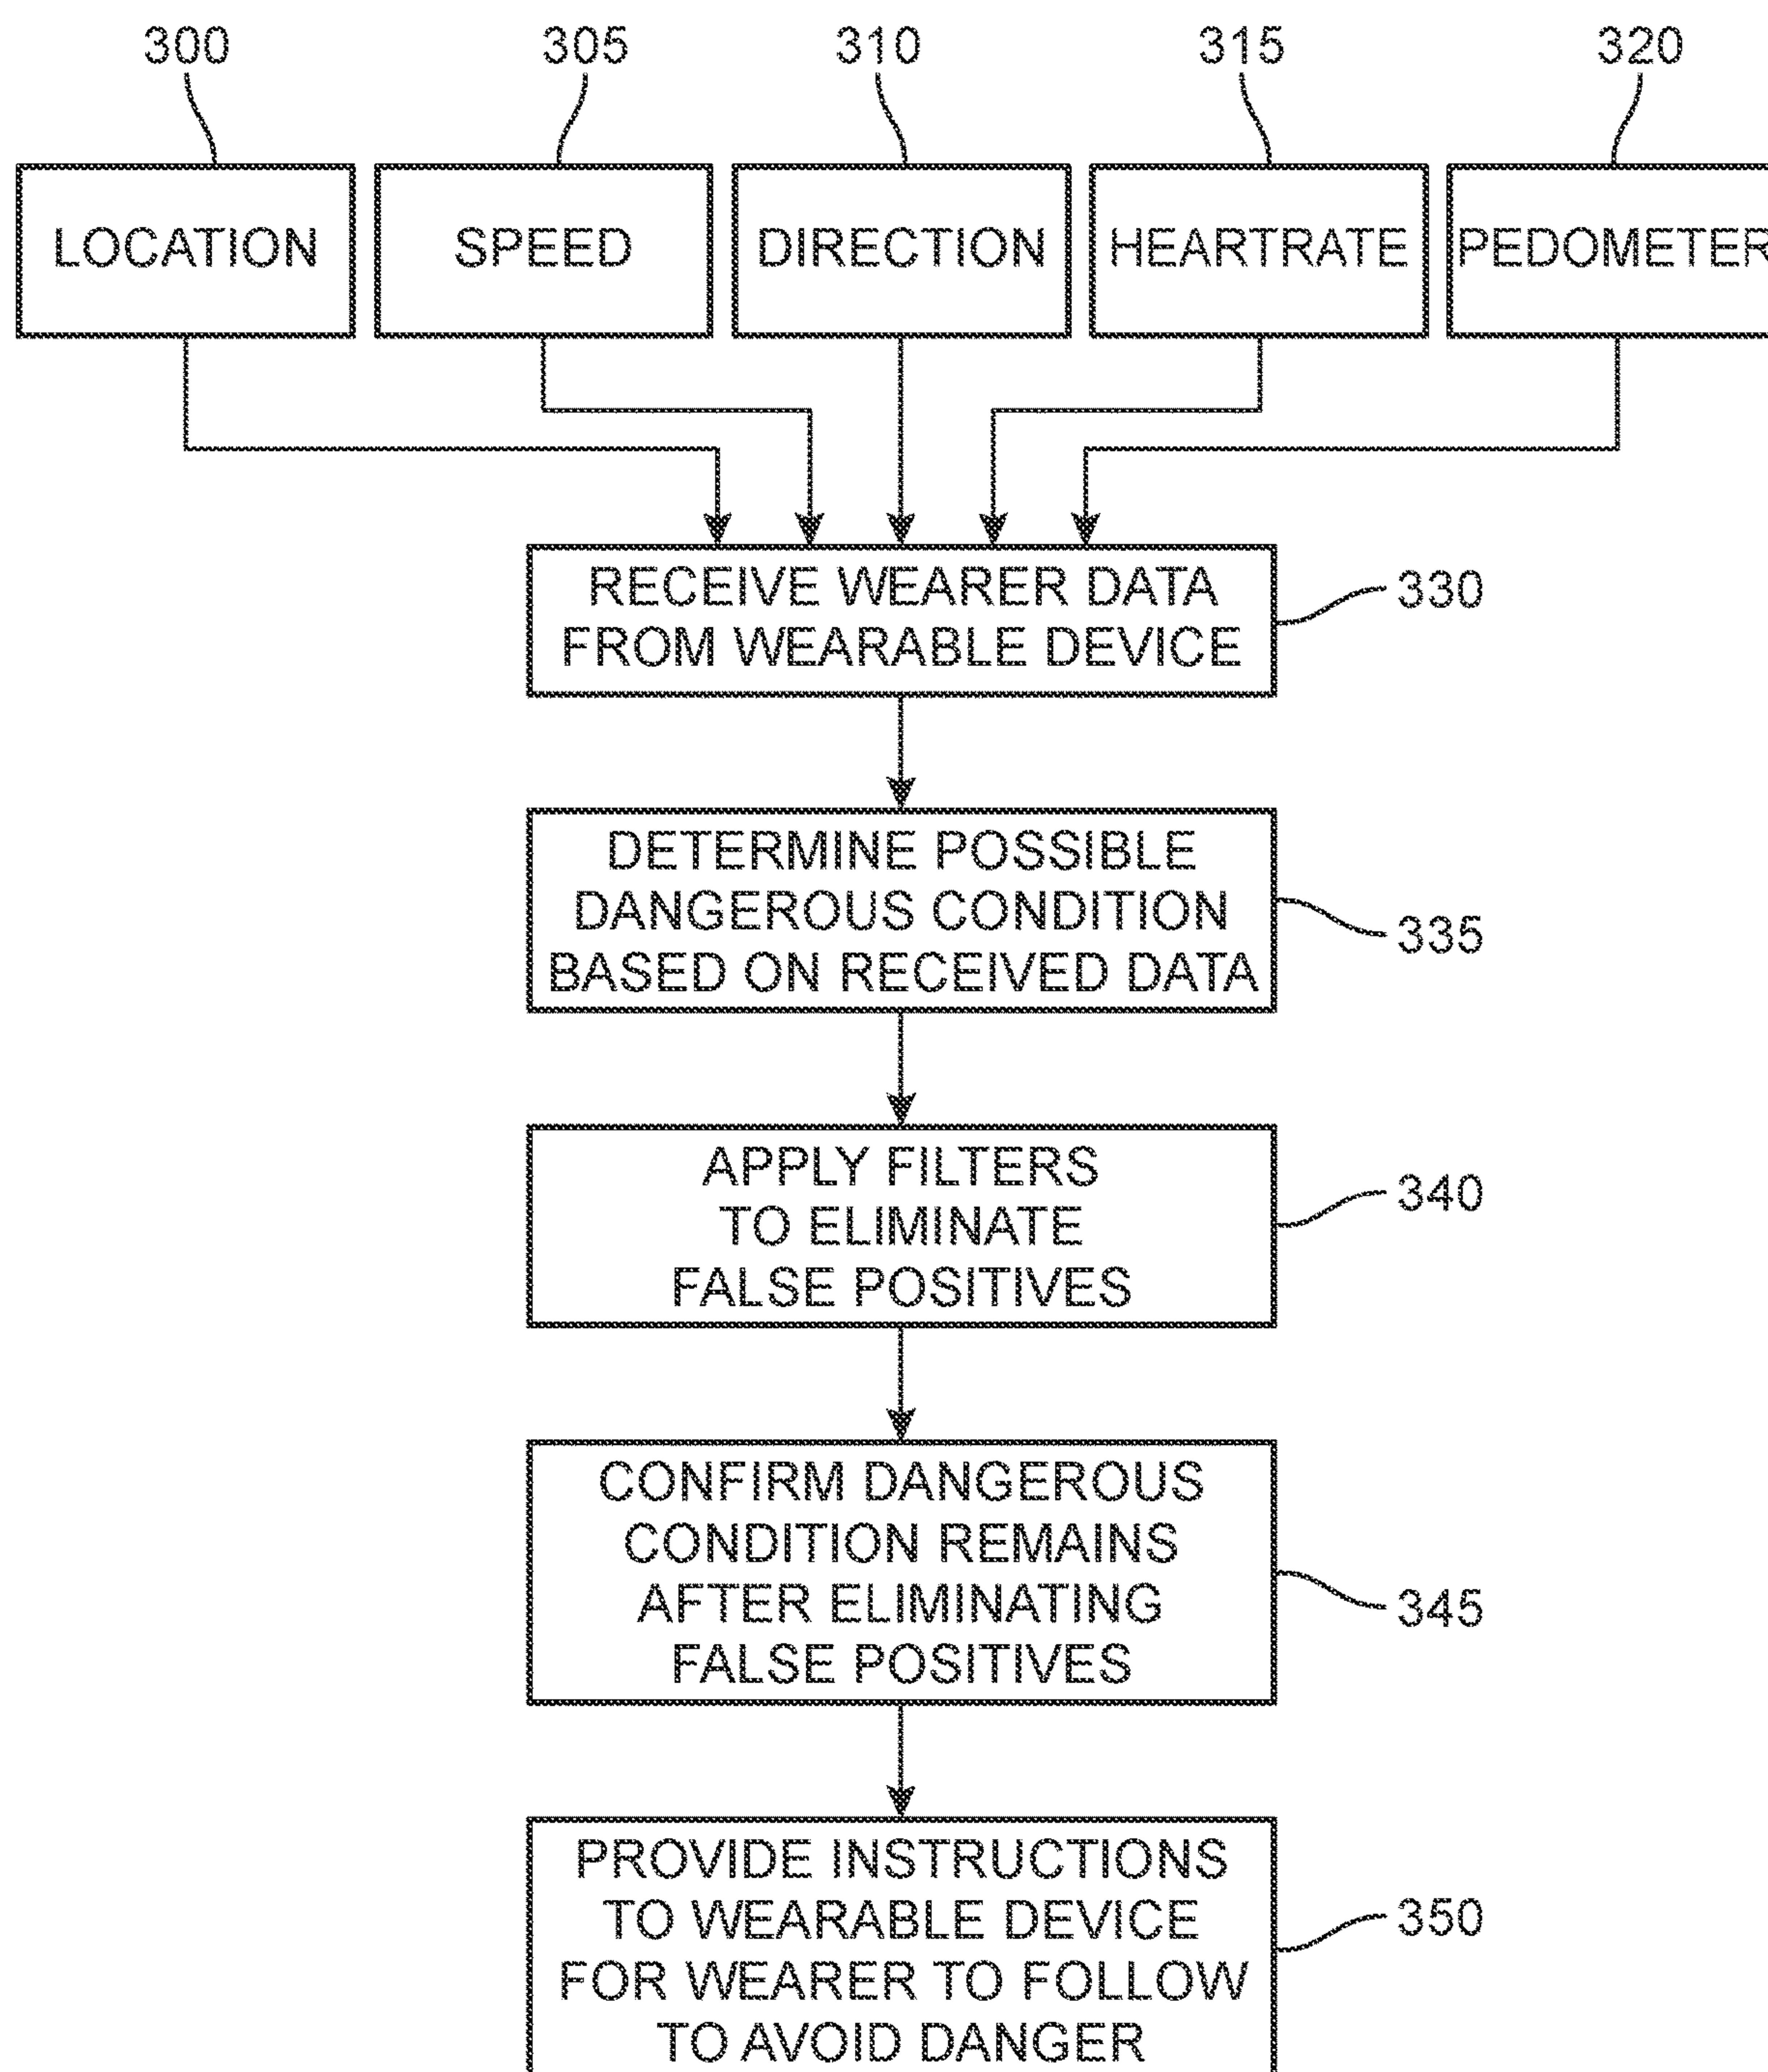 300 305 310 315 320
LOCATION SPEED DIRECTION HEARTRATE PEDOMETER
RECEIVE WEARER DATA
FROM WEARABLE DEVICE
330
DETERMINE POSSIBLE
DANGEROUS CONDITION
BASED ON RECEIVED DATA
335
APPLY FILTERS
TO ELIMINATE
FALSE POSITIVES
340
CONFIRM DANGEROUS
CONDITION REMAINS
AFTER ELIMINATING
FALSE POSITIVES
345
PROVIDE INSTRUCTIONS
TO WEARABLE DEVICE
FOR WEARER TO FOLLOW
TO AVOID DANGER
350